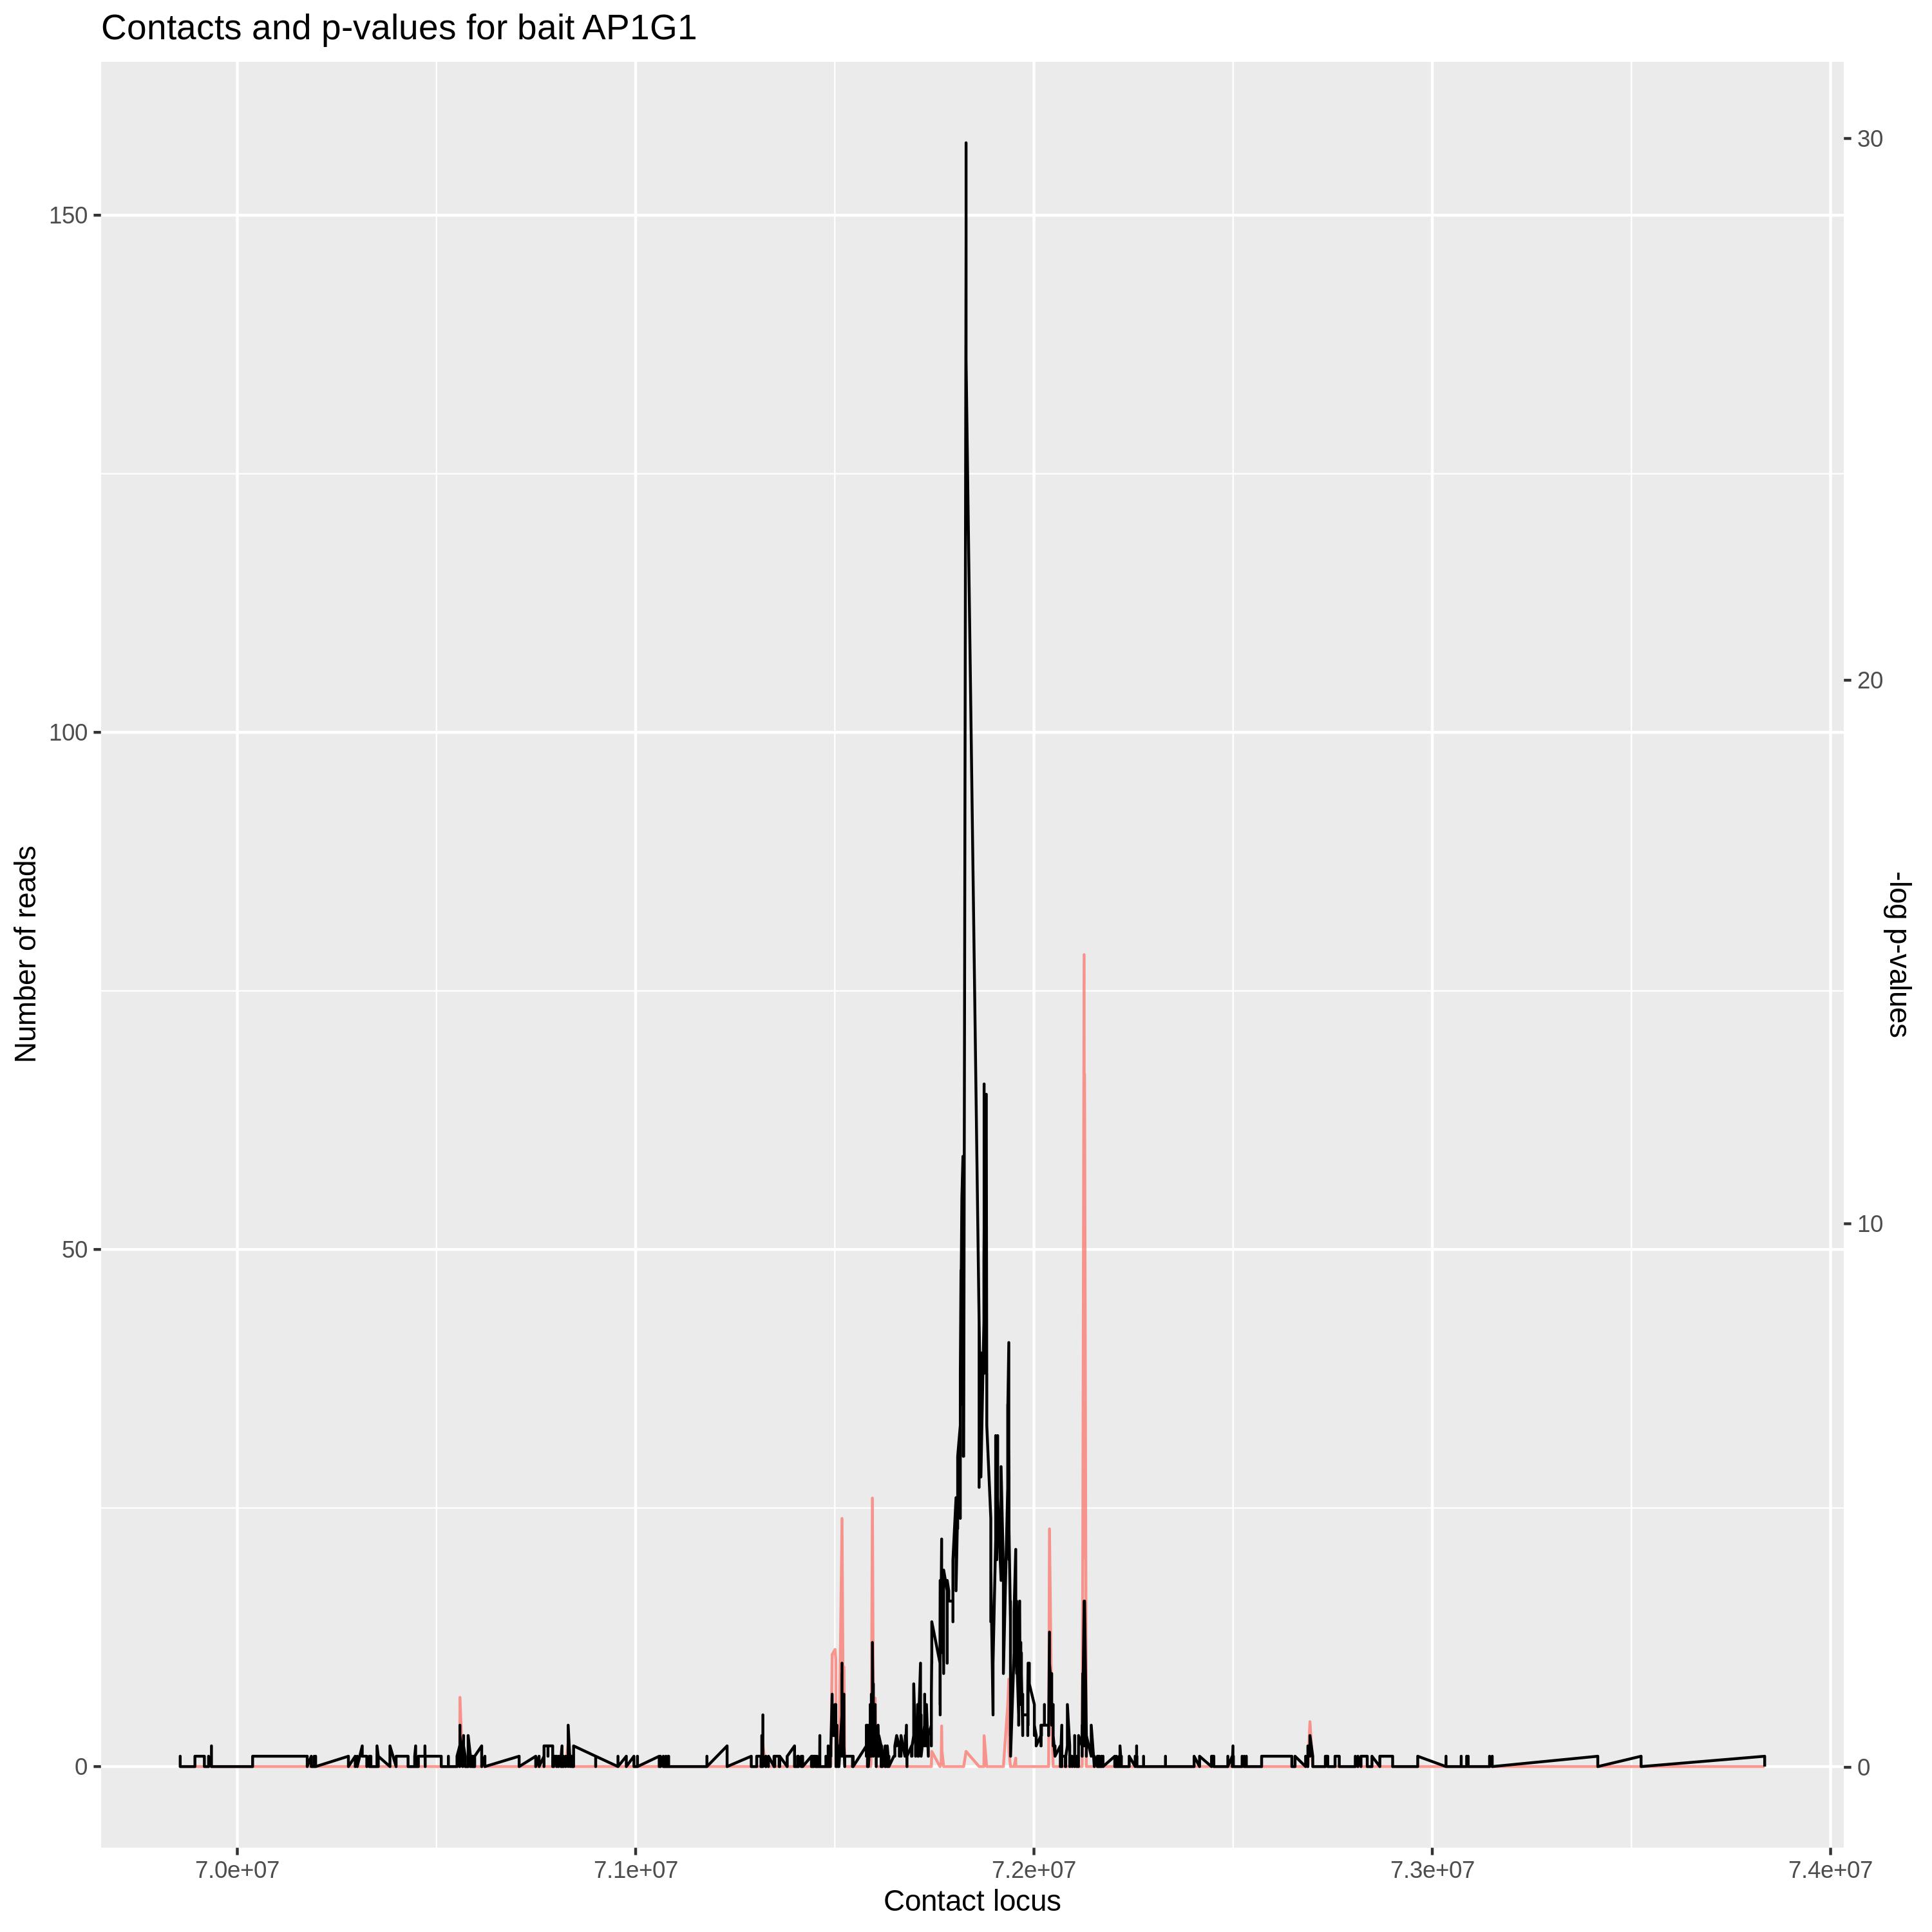 Contacts and p-values for bait AP1G1
150
100
50
0
Number of reads
30
20
10
0
-log p-values
7.0e+07
7.1e+07
7.2e+07
7.3e+07
7.4e+07
Contact locus